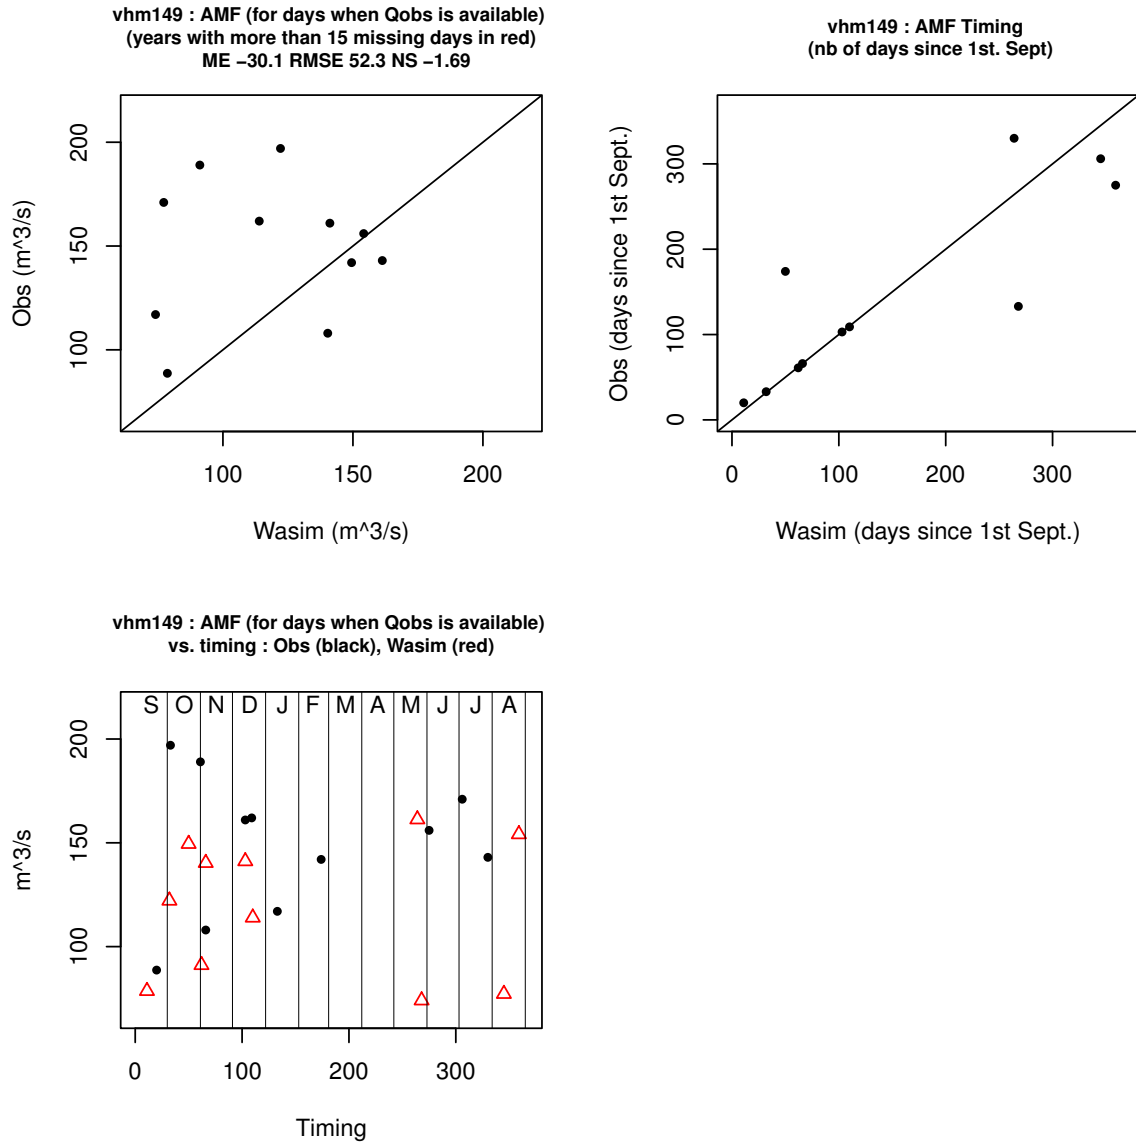 vhm149 : AMF (for days when Qobs is available)
(years with more than 15 missing days in red)
ME −30.1 RMSE 52.3 NS −1.69
200
150
100
Obs (m^3/s)
100 150 200
Wasim (m^3/s)
vhm149 : AMF Timing
(nb of days since 1st. Sept)
300
200
100
0
Obs (days since 1st Sept.)
0 100 200 300
Wasim (days since 1st Sept.)
vhm149 : AMF (for days when Qobs is available)
vs. timing : Obs (black), Wasim (red)
S O N D J F M A M J J A
200
150
100
m^3/s
0 100 200 300
Timing